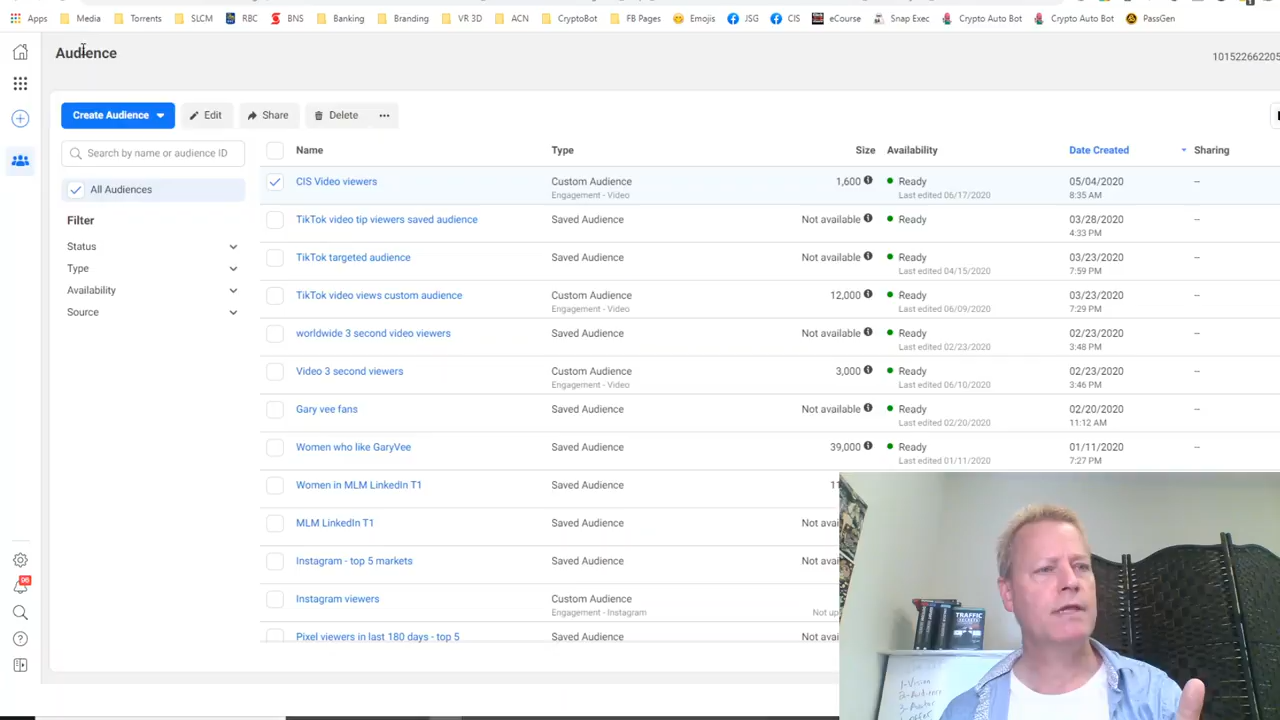 Apps Media Torrents SLCM RBC BNS Banking Branding VR 3D ACN CryptoBot FB Pages Emojis JSG CIS eCourse Snap Exec Crypto Auto Bot Crypto Auto Bot PassGen
Audience
101522662205
Create Audience Edit Share Delete ...
Search by name or audience ID
All Audiences
Filter
Status
Type
Availability
Source
Name Type Size Availability Date Created Sharing
CIS Video viewers Custom Audience 1,600 Ready 05/04/2020 --
Engagement - Video Last edited 06/17/2020 8:35 AM
TikTok video tip viewers saved audience Saved Audience Not available Ready 03/28/2020 --
4:33 PM
TikTok targeted audience Saved Audience Not available Ready 03/23/2020 --
Last edited 04/15/2020 7:59 PM
TikTok video views custom audience Custom Audience 12,000 Ready 03/23/2020 --
Engagement - Video Last edited 06/09/2020 7:29 PM
worldwide 3 second video viewers Saved Audience Not available Ready 02/23/2020 --
Last edited 02/23/2020 3:48 PM
Video 3 second viewers Custom Audience 3,000 Ready 02/23/2020 --
Engagement - Video Last edited 06/10/2020 3:46 PM
Gary vee fans Saved Audience Not available Ready 02/20/2020 --
Last edited 02/20/2020 11:12 AM
Women who like GaryVee Saved Audience 39,000 Ready 01/11/2020 --
Last edited 01/11/2020 7:27 PM
Women in MLM LinkedIn T1 Saved Audience
MLM LinkedIn T1 Saved Audience Not avai
Instagram - top 5 markets Saved Audience Not avai
Instagram viewers Custom Audience
Engagement - Instagram Not up
Pixel viewers in last 180 days - top 5 Saved Audience Not avai
TRAFFIC
SECRETS
1-Vision